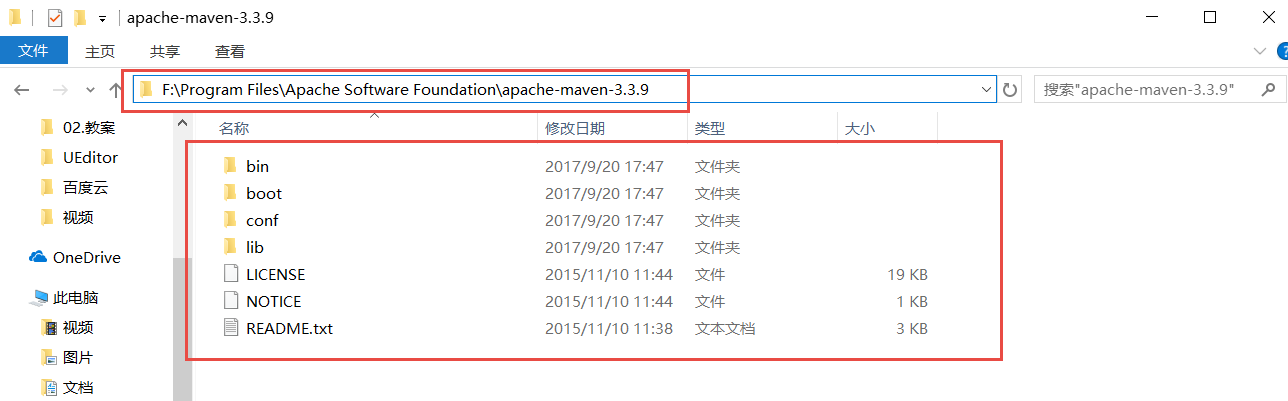 apache-maven-3.3.9
文件 主页 共享 查看
F:\Program Files\Apache Software Foundation\apache-maven-3.3.9 搜索"apache-maven-3.3.9"
名称 修改日期 类型 大小
02.教案
UEditor
百度云
视频
OneDrive
此电脑
视频
图片
文档
bin 2017/9/20 17:47 文件夹
boot 2017/9/20 17:47 文件夹
conf 2017/9/20 17:47 文件夹
lib 2017/9/20 17:47 文件夹
LICENSE 2015/11/10 11:44 文件 19 KB
NOTICE 2015/11/10 11:44 文件 1 KB
README.txt 2015/11/10 11:38 文本文档 3 KB